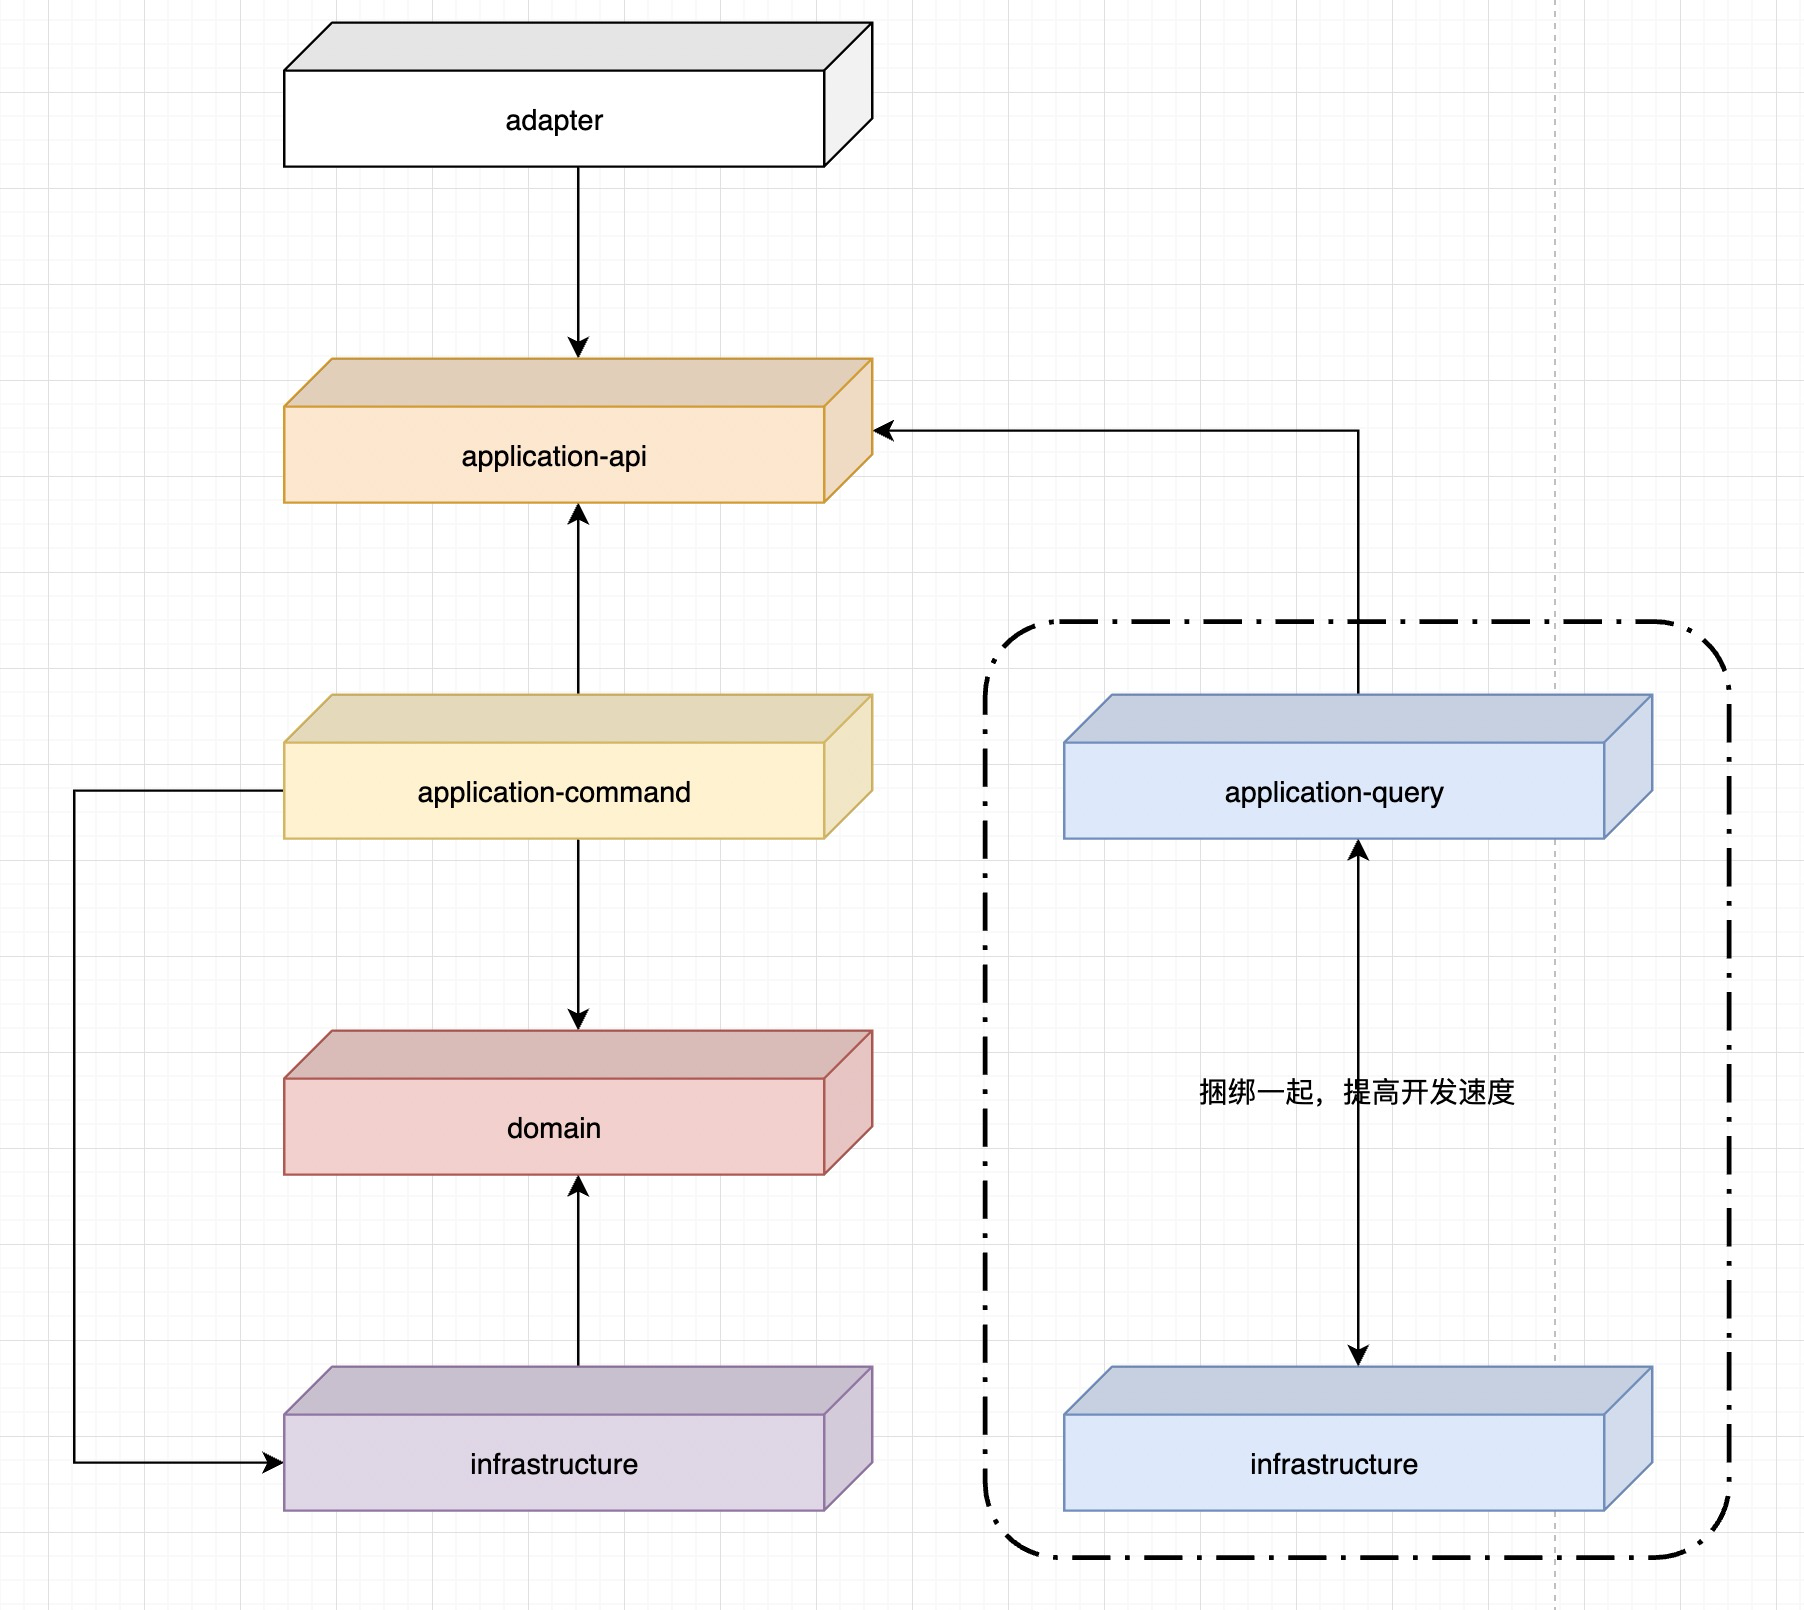 adapter
application-api
application-command
application-query
捆绑一起，提高开发速度
domain
infrastructure
infrastructure